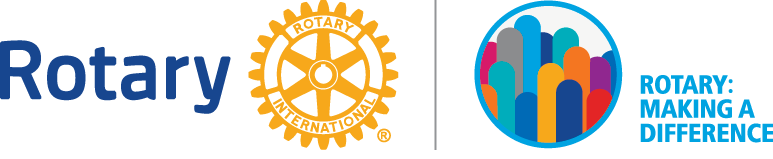 Rotary
ROTARY
INTERNATIONAL
®
ROTARY:
MAKING A
DIFFERENCE